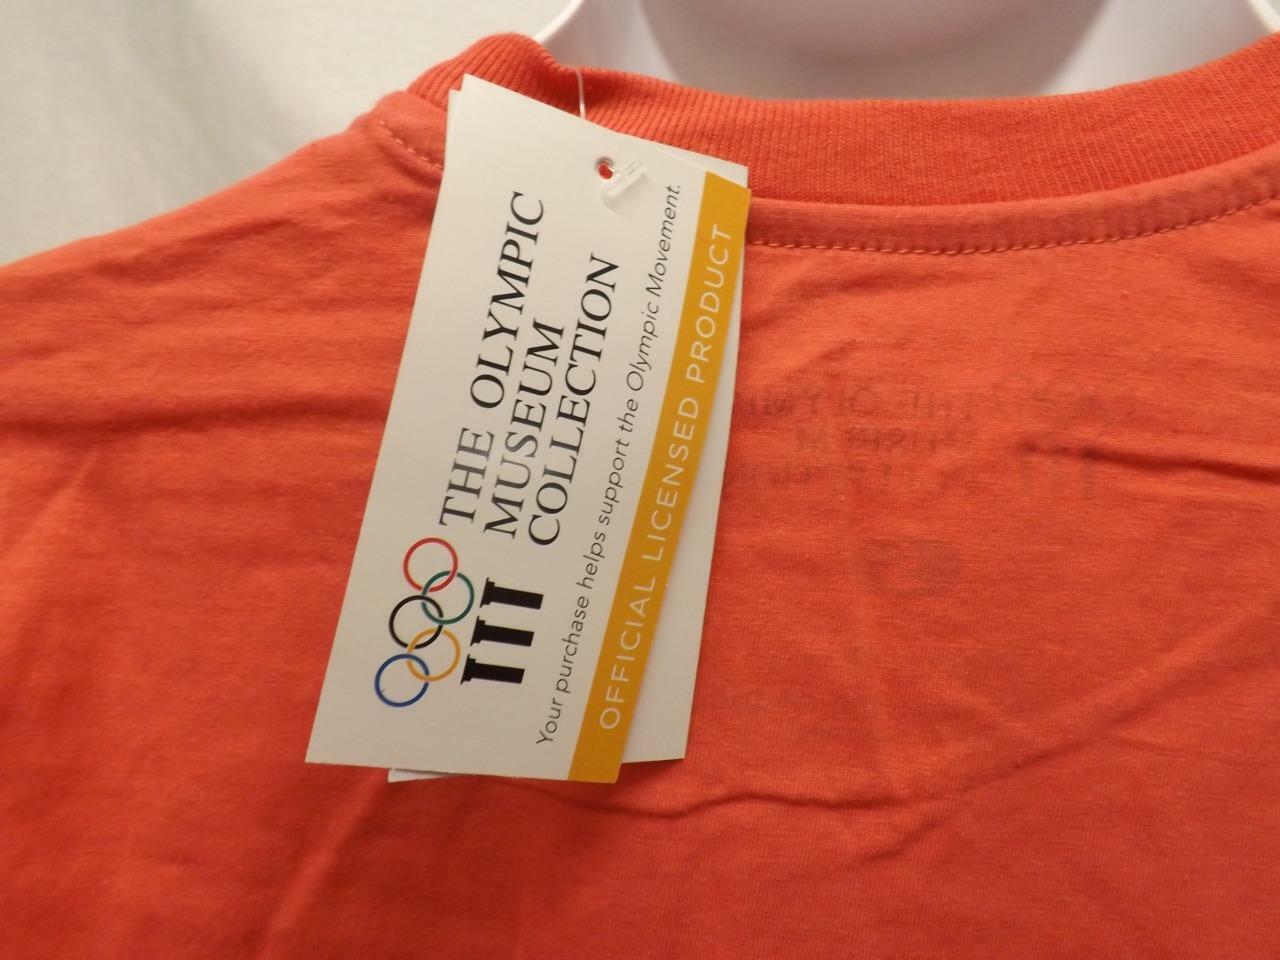 THE OLYMPIC
MUSEUM
COLLECTION
Your purchase helps support the Olympic Movement.
OFFICIAL LICENSED PRODUCT